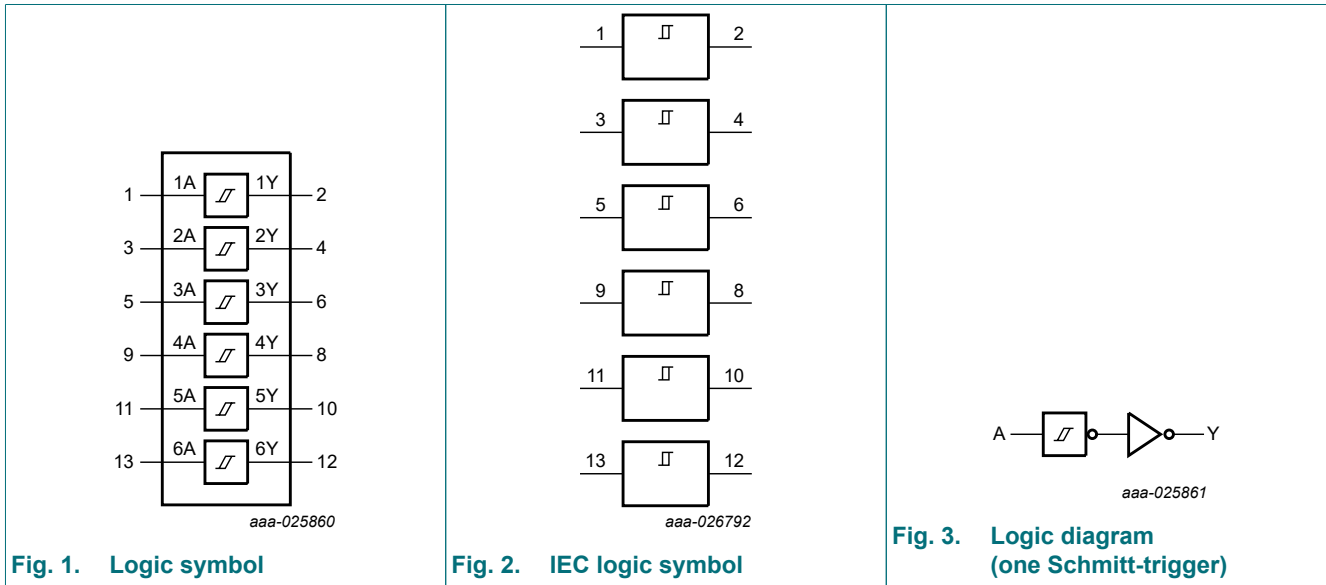 1 1A 1Y 2
3 2A 2Y 4
5 3A 3Y 6
9 4A 4Y 8
11 5A 5Y 10
13 6A 6Y 12
aaa-025860
Fig. 1. Logic symbol
1 2
3 4
5 6
9 8
11 10
13 12
aaa-026792
Fig. 2. IEC logic symbol
A Y
aaa-025861
Fig. 3. Logic diagram
(one Schmitt-trigger)